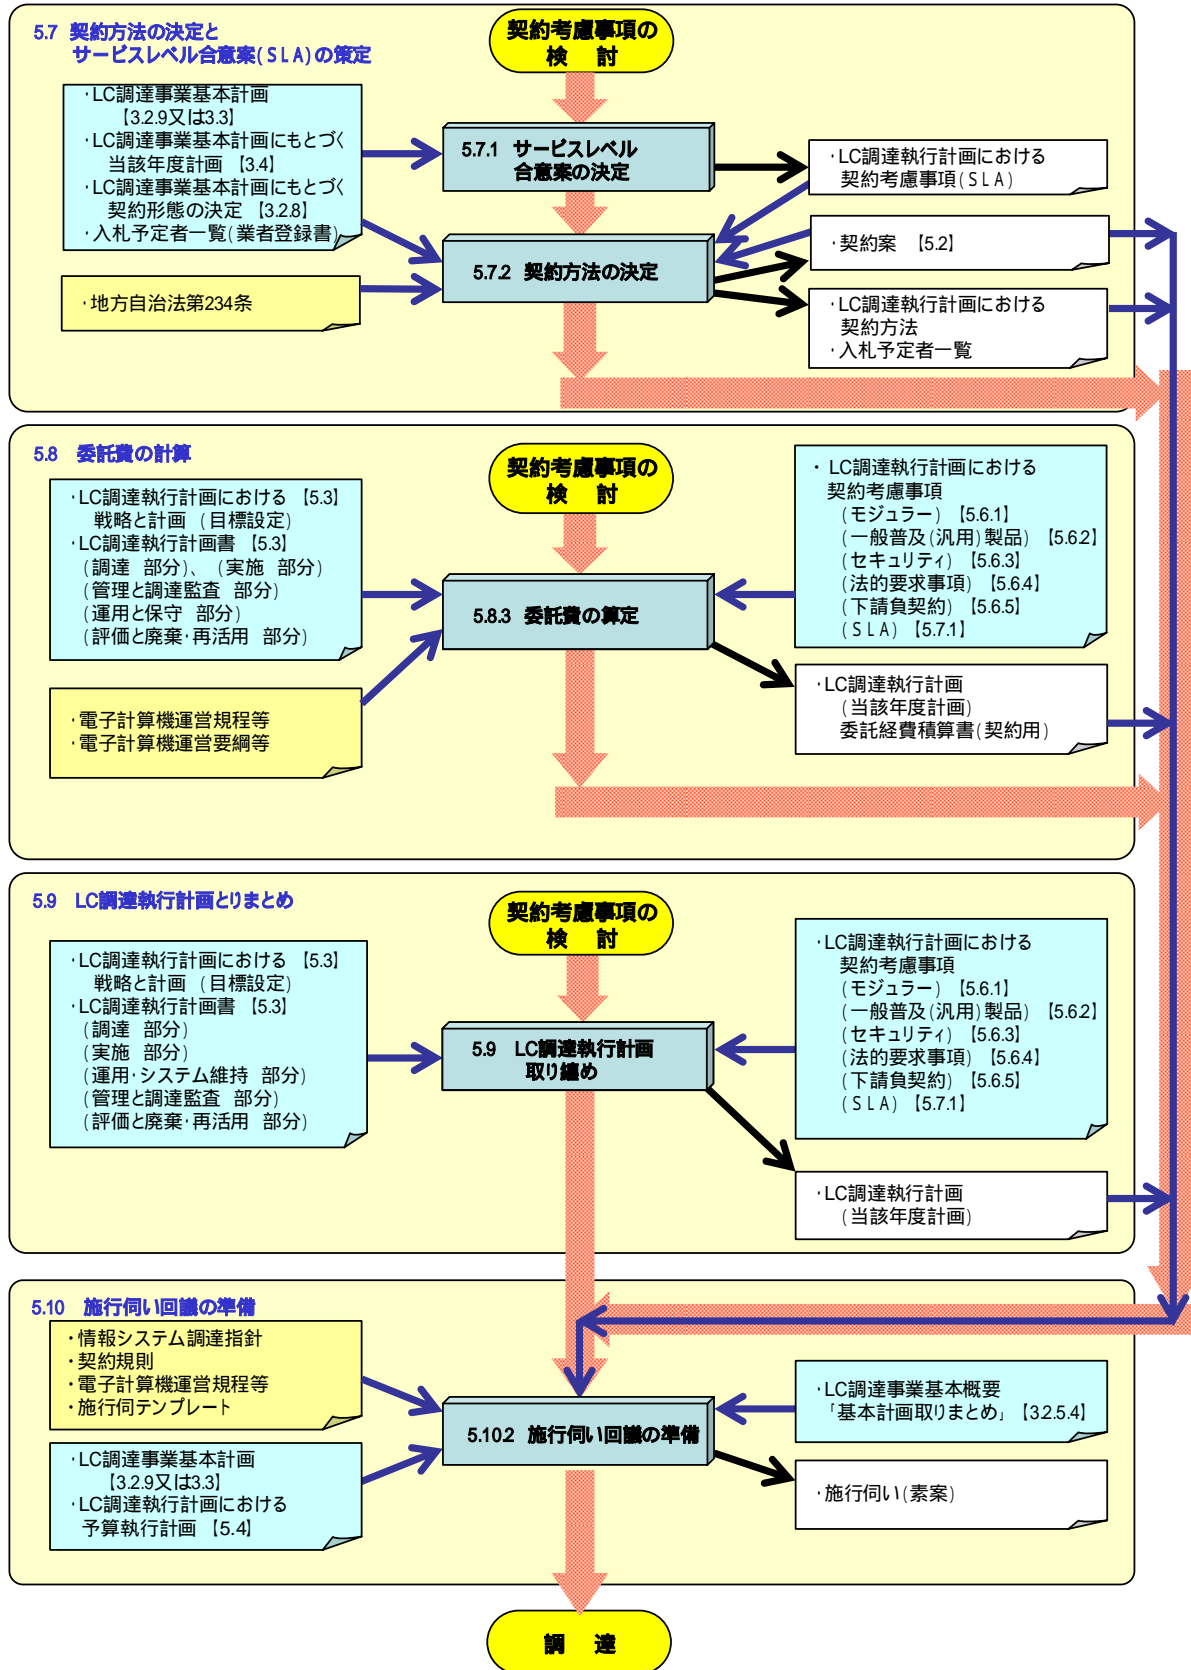 5.7 契約方法の決定と
サービスレベル合意案(SLA)の策定
契約考慮事項の
検 討
・LC調達事業基本計画
【3.2.9又は3.3】
・LC調達事業基本計画にもとづく
当該年度計画 【3.4】
・LC調達事業基本計画にもとづく
契約形態の決定 【3.2.8】
・入札予定者一覧(業者登録書)
・地方自治法第234条
5.7.1 サービスレベル
合意案の決定
5.7.2 契約方法の決定
・LC調達執行計画における
契約考慮事項(SLA)
・契約案 【5.2】
・LC調達執行計画における
契約方法
・入札予定者一覧
5.8 委託費の計算
契約考慮事項の
検 討
・LC調達執行計画における 【5.3】
戦略と計画 (目標設定)
・LC調達執行計画書 【5.3】
(調達 部分)、 (実施 部分)
(管理と調達監査 部分)
(運用と保守 部分)
(評価と廃棄・再活用 部分)
・電子計算機運営規程等
・電子計算機運営要綱等
5.8.3 委託費の算定
・ LC調達執行計画における
契約考慮事項
(モジュラー) 【5.6.1】
(一般普及(汎用)製品) 【5.6.2】
(セキュリティ) 【5.6.3】
(法的要求事項) 【5.6.4】
(下請負契約) 【5.6.5】
(SLA) 【5.7.1】
・LC調達執行計画
(当該年度計画)
委託経費積算書(契約用)
5.9 LC調達執行計画とりまとめ
契約考慮事項の
検 討
・LC調達執行計画における 【5.3】
戦略と計画 (目標設定)
・LC調達執行計画書 【5.3】
(調達 部分)
(実施 部分)
(運用・システム維持 部分)
(管理と調達監査 部分)
(評価と廃棄・再活用 部分)
5.9 LC調達執行計画
取り纏め
・LC調達執行計画における
契約考慮事項
(モジュラー) 【5.6.1】
(一般普及(汎用)製品) 【5.6.2】
(セキュリティ) 【5.6.3】
(法的要求事項) 【5.6.4】
(下請負契約) 【5.6.5】
(SLA) 【5.7.1】
・LC調達執行計画
(当該年度計画)
5.10 施行伺い回議の準備
・情報システム調達指針
・契約規則
・電子計算機運営規程等
・施行伺テンプレート
・LC調達事業基本計画
【3.2.9又は3.3】
・LC調達執行計画における
予算執行計画 【5.4】
5.10.2 施行伺い回議の準備
・LC調達事業基本概要
「基本計画取りまとめ」 【3.2.5.4】
・施行伺い(素案)
調 達